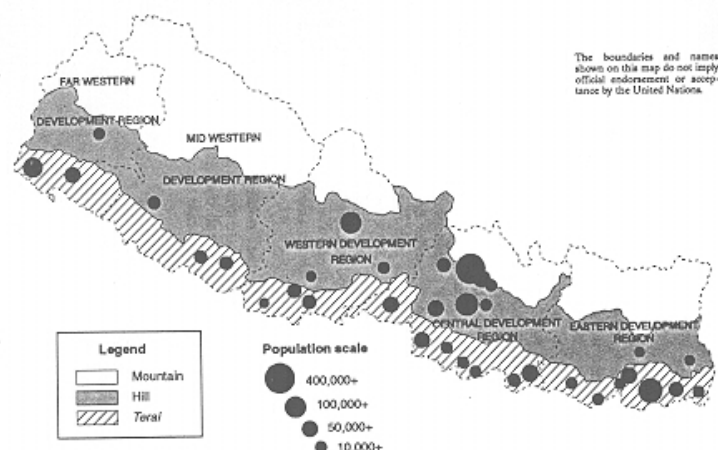 The boundaries and names
shown on this map do not imply
official endorsement or accep-
tance by the United Nations.
FAR WESTERN
DEVELOPMENT REGION
MID WESTERN
DEVELOPMENT REGION
WESTERN DEVELOPMENT
REGION
CENTRAL DEVELOPMENT
REGION
EASTERN DEVELOPMENT
REGION
Legend
Mountain
Hill
Terai
Population scale
400,000+
100,000+
50,000+
10,000+